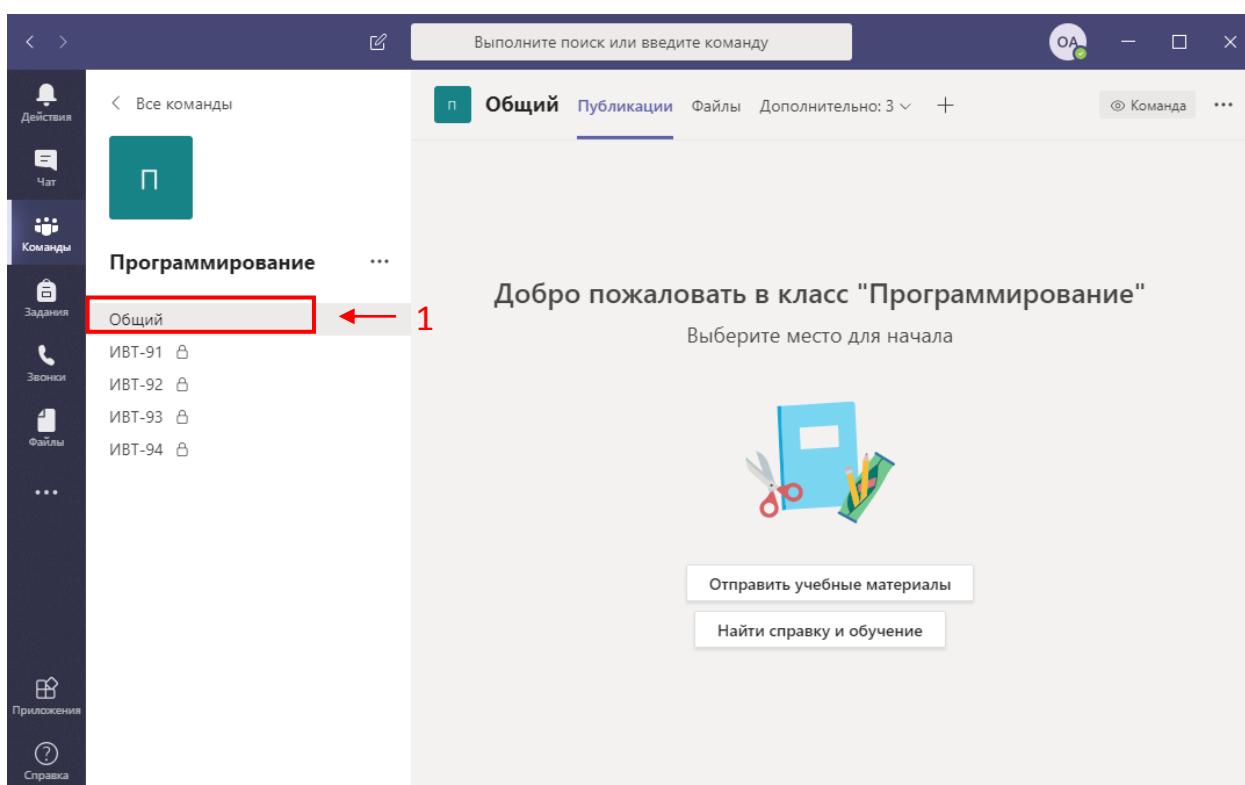 Выполните поиск или введите команду
ОА
Действия
Чат
Команды
Задания
Звонки
Файлы
Приложения
Справка
Все команды
П
Программирование
Общий
1
ИВТ-91
ИВТ-92
ИВТ-93
ИВТ-94
П Общий Публикации Файлы Дополнительно: 3 Команда
Добро пожаловать в класс "Программирование"
Выберите место для начала
Отправить учебные материалы
Найти справку и обучение